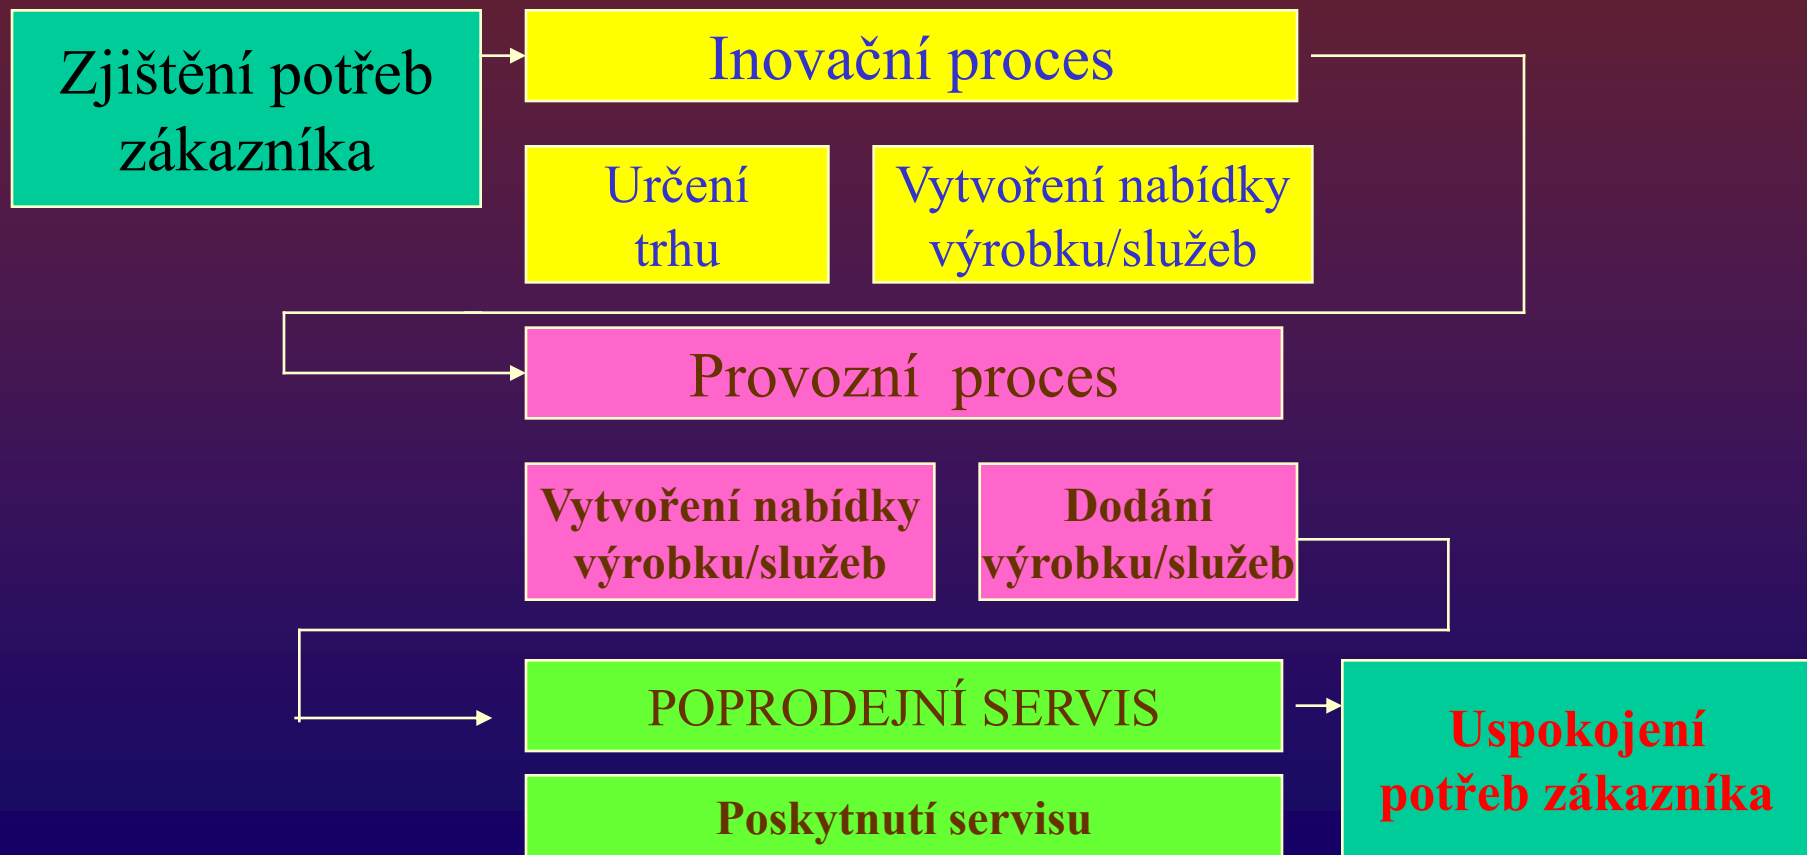 Zjištění potřeb
zákazníka
Inovační proces
Určení
trhu
Vytvoření nabídky
výrobku/služeb
Provozní  proces
Vytvoření nabídky
výrobku/služeb
Dodání
výrobku/služeb
POPRODEJNÍ SERVIS
Poskytnutí servisu
Uspokojení
potřeb zákazníka